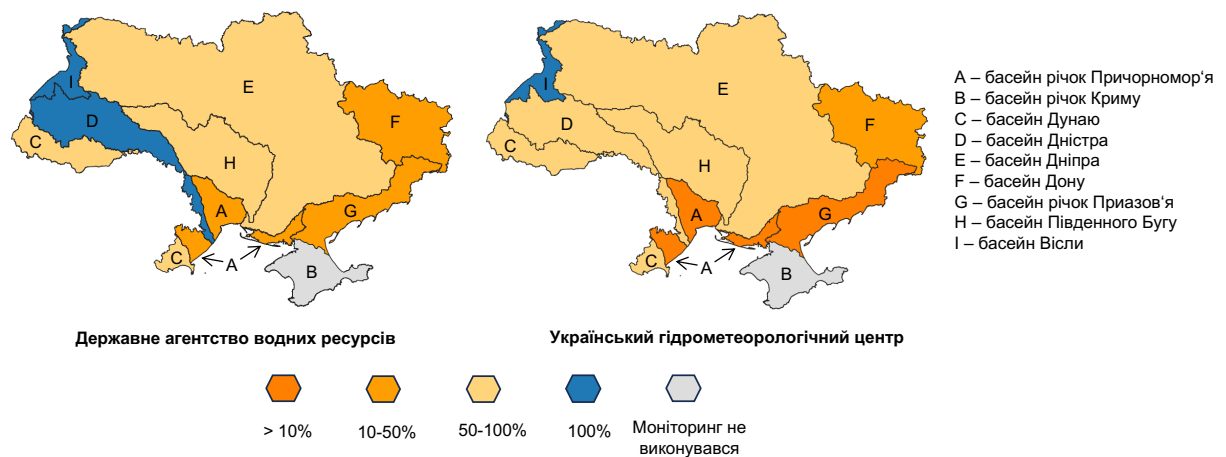 I
D
C
E
H
F
A
G
C
A
B
I
D
C
E
H
F
A
G
C
A
B
A – басейн річок Причорномор‘я
B – басейн річок Криму
C – басейн Дунаю
D – басейн Дністра
E – басейн Дніпра
F – басейн Дону
G – басейн річок Приазов‘я
H – басейн Південного Бугу
I – басейн Вісли
Державне агентство водних ресурсів
Український гідрометеорологічний центр
> 10%
10-50%
50-100%
100%
Моніторинг не
виконувався